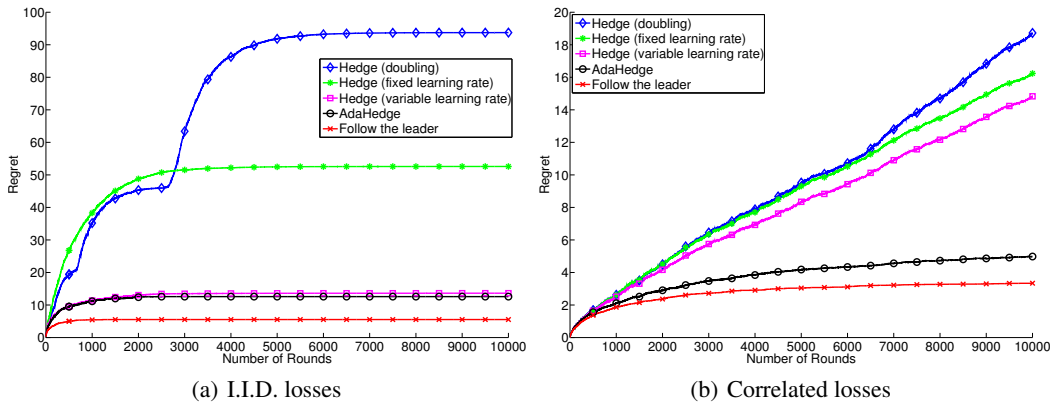 100
90
80
70
60
50
40
30
20
10
0
Regret
0 1000 2000 3000 4000 5000 6000 7000 8000 9000 10000
Number of Rounds
Hedge (doubling)
Hedge (fixed learning rate)
Hedge (variable learning rate)
AdaHedge
Follow the leader
(a) I.I.D. losses
20
18
16
14
12
10
8
6
4
2
0
Regret
0 1000 2000 3000 4000 5000 6000 7000 8000 9000 10000
Number of Rounds
Hedge (doubling)
Hedge (fixed learning rate)
Hedge (variable learning rate)
AdaHedge
Follow the leader
(b) Correlated losses